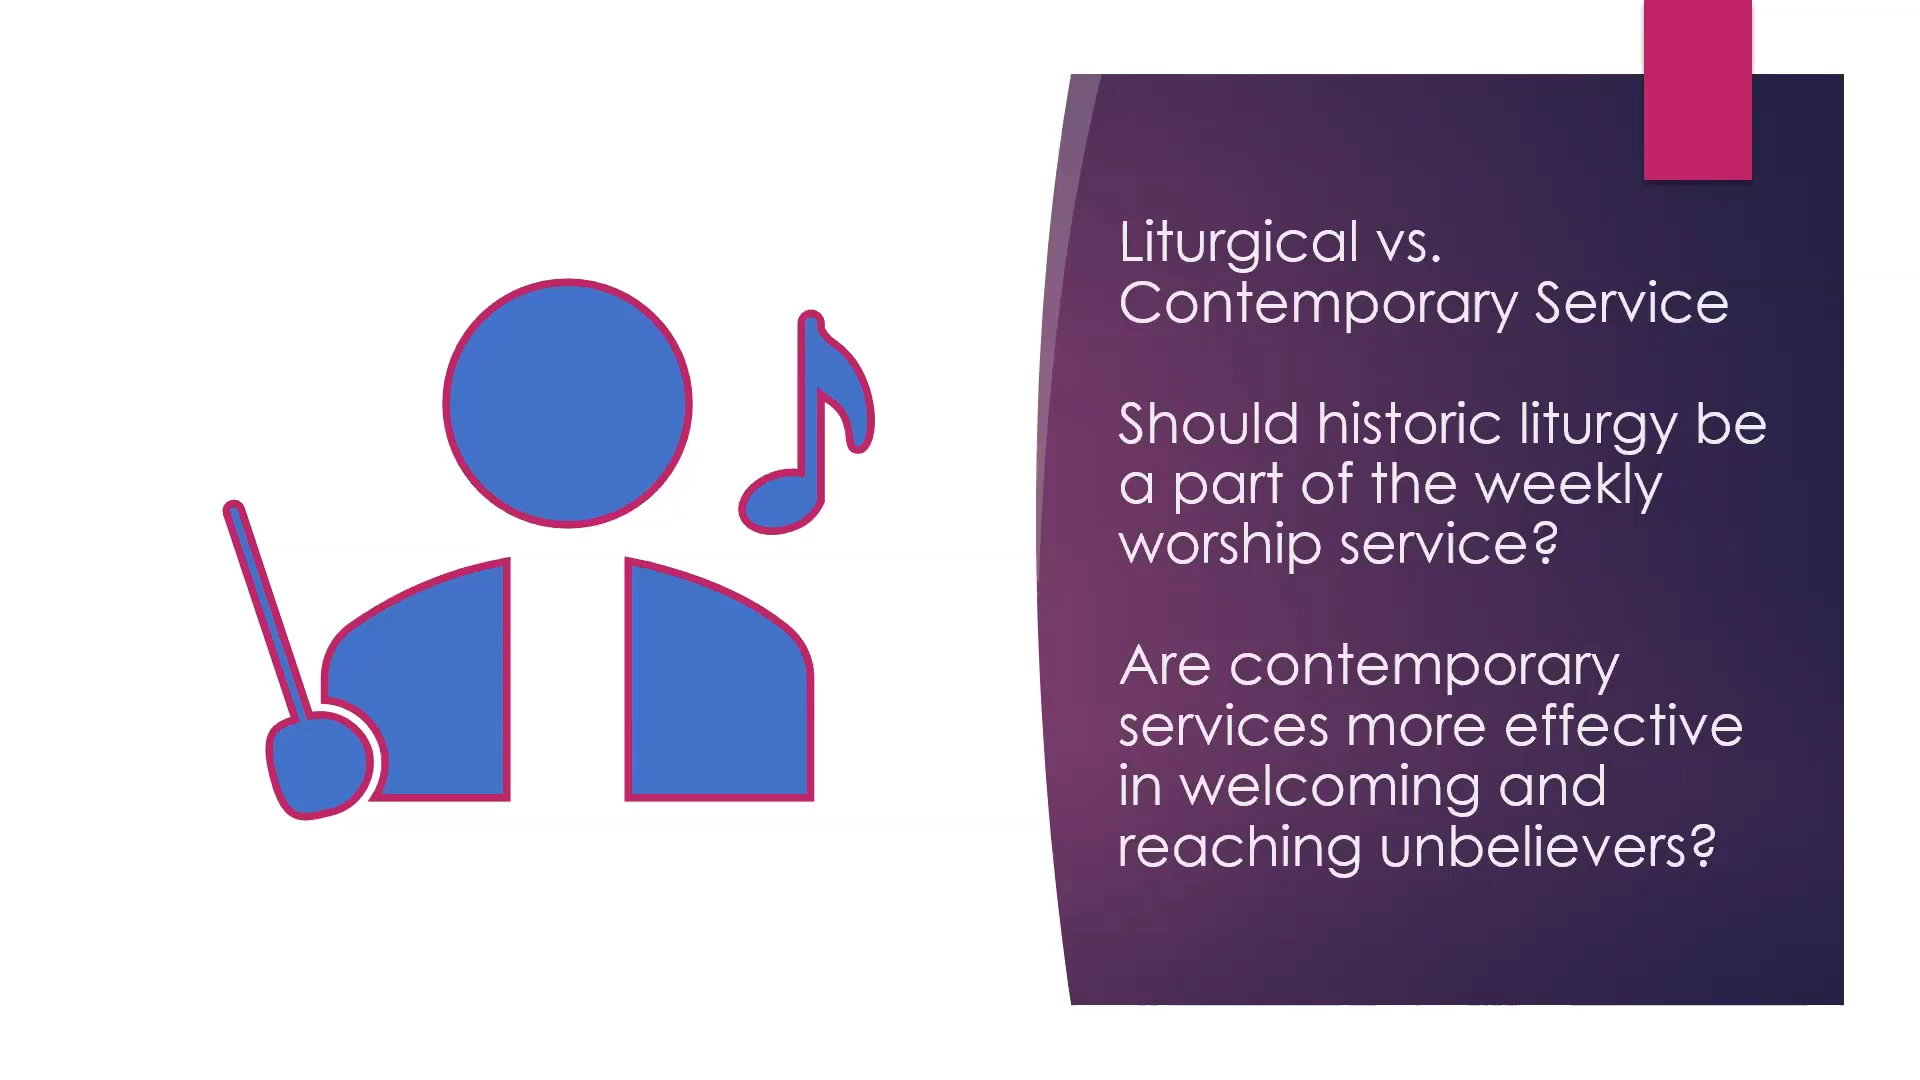 Liturgical vs.
Contemporary Service
Should historic liturgy be
a part of the weekly
worship service?
Are contemporary
services more effective
in welcoming and
reaching unbelievers?